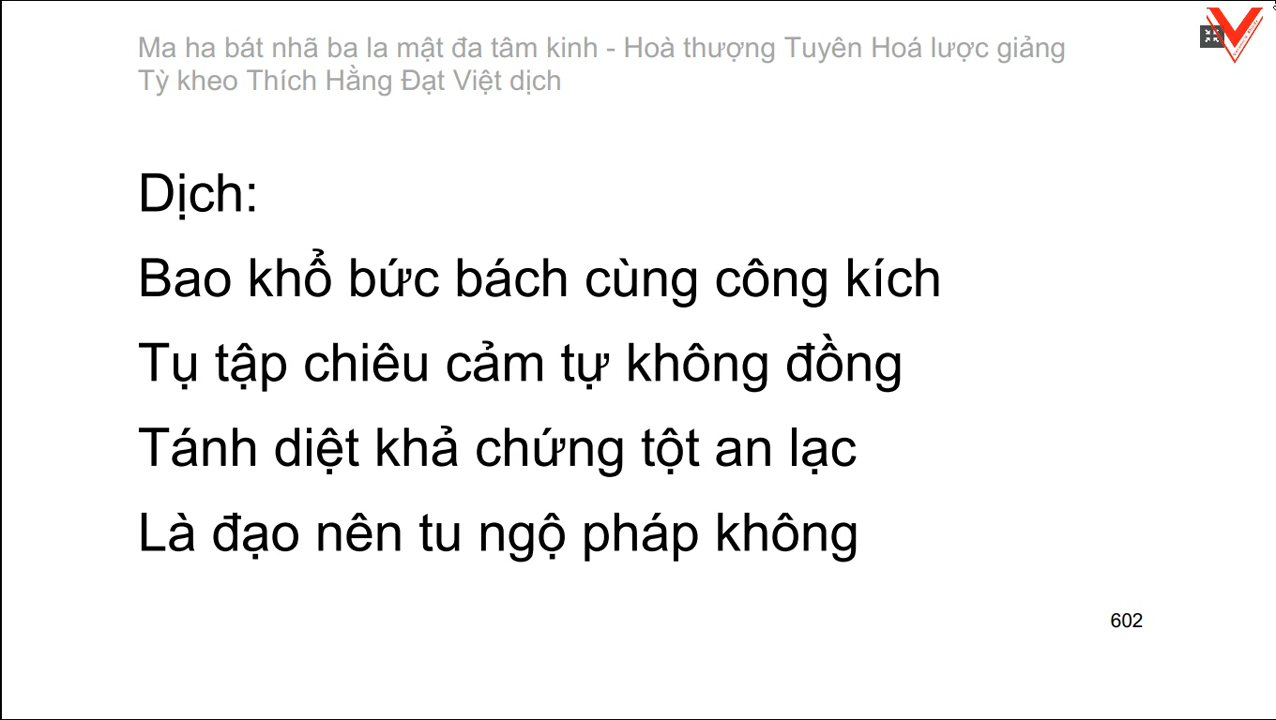 Ma ha bát nhã ba la mật đa tâm kinh - Hoà thượng Tuyên Hoá lược giảng
Tỳ kheo Thích Hằng Đạt Việt dịch
Dịch:
Bao khổ bức bách cùng công kích
Tụ tập chiêu cảm tự không đồng
Tánh diệt khả chứng tột an lạc
Là đạo nên tu ngộ pháp không
602